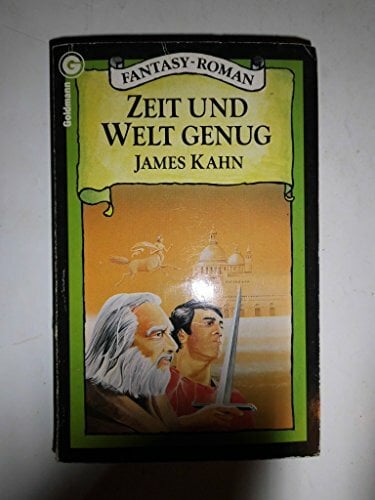 Goldmann
G
FANTASY-ROMAN
ZEIT UND
WELT GENUG
JAMES KAHN